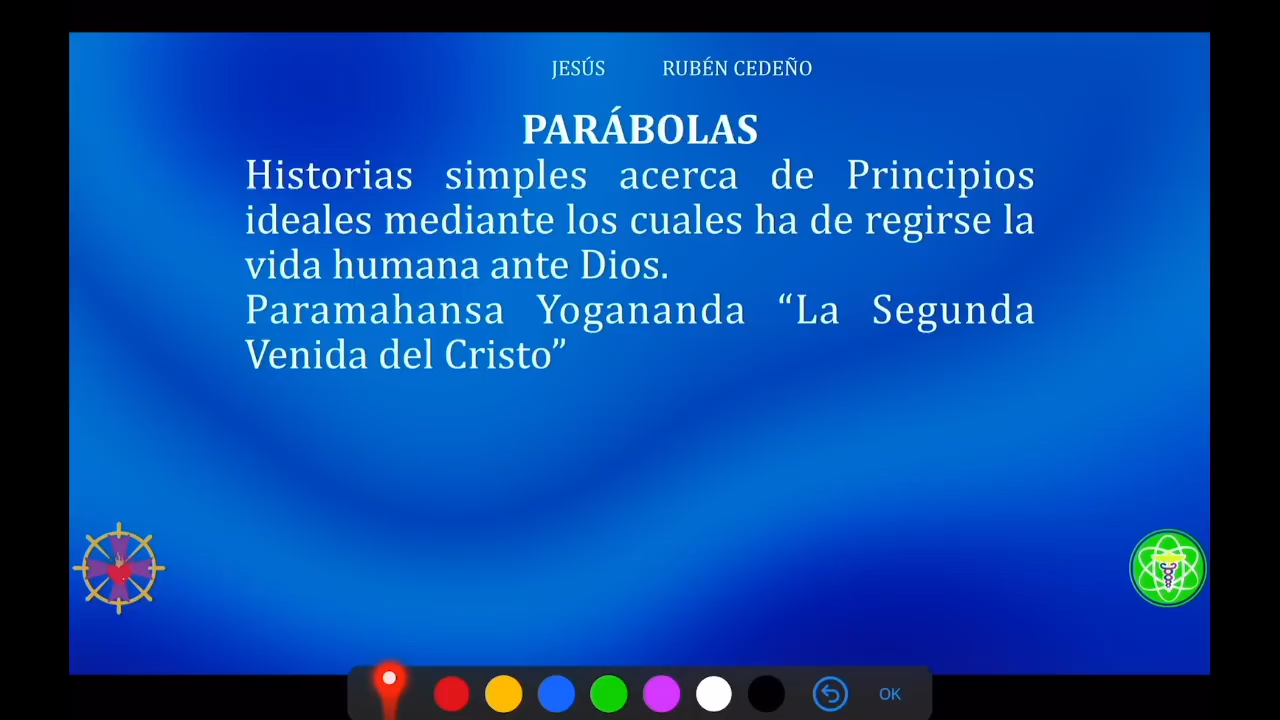 JESÚS RUBÉN CEDEÑO
PARÁBOLAS
Historias simples acerca de Principios
ideales mediante los cuales ha de regirse la
vida humana ante Dios.
Paramahansa Yogananda “La Segunda
Venida del Cristo”
OK